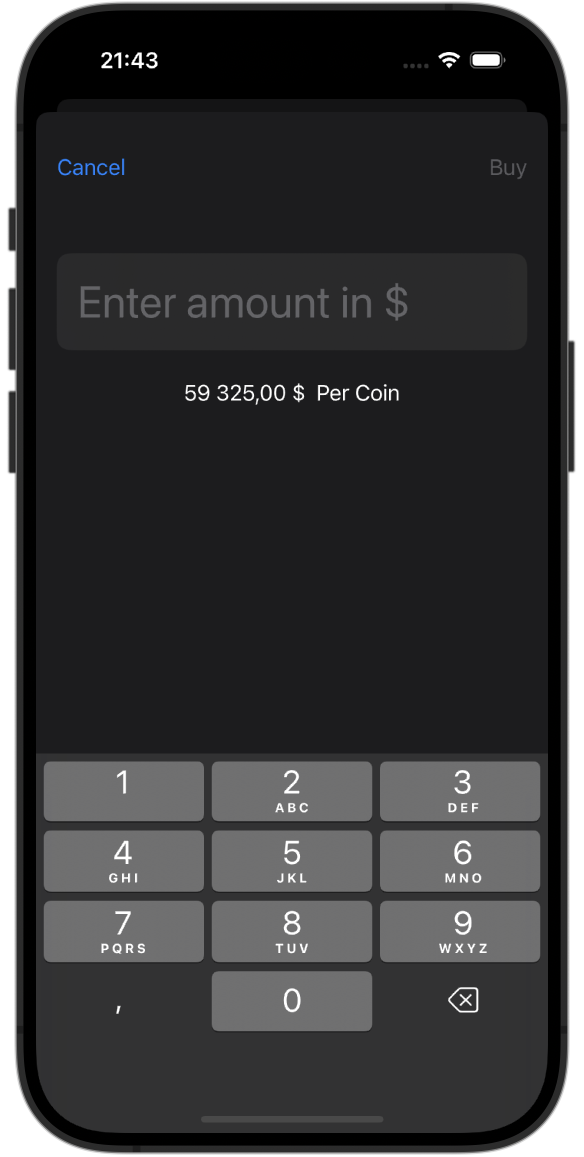 21:43
Cancel Buy
Enter amount in $
59 325,00 $ Per Coin
1 2 3
ABC DEF
4 5 6
GHI JKL MNO
7 8 9
PQRS TUV WXYZ
, 0